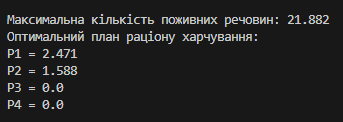 Максимальна кількість поживних речовин: 21.882
Оптимальний план раціону харчування:
P1 = 2.471
P2 = 1.588
P3 = 0.0
P4 = 0.0